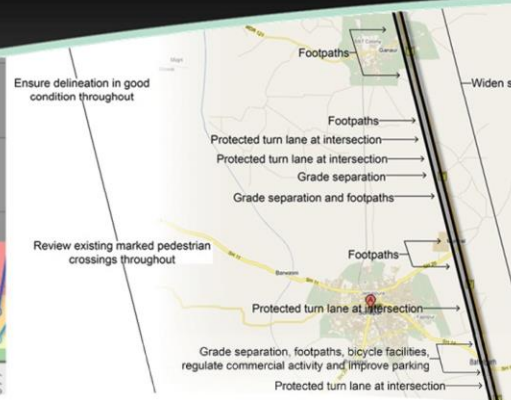 Footpaths
Ganaur
Ensure delineation in good
condition throughout
Widen s
Footpaths
Protected turn lane at intersection
Protected turn lane at intersection
Grade separation
Grade separation and footpaths
Review existing marked pedestrian
crossings throughout
Footpaths
Protected turn lane at intersection
Grade separation, footpaths, bicycle facilities,
regulate commercial activity and improve parking
Protected turn lane at intersection